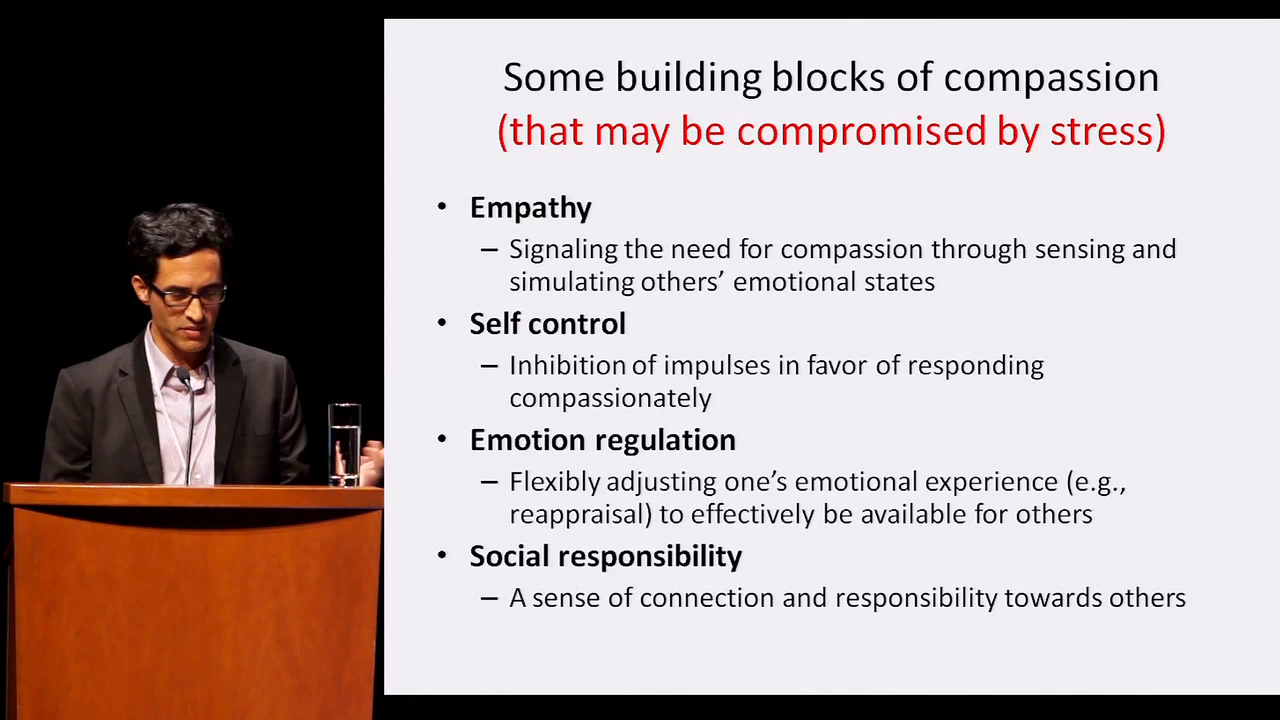 Some building blocks of compassion
(that may be compromised by stress)
• Empathy
– Signaling the need for compassion through sensing and
simulating others’ emotional states
• Self control
– Inhibition of impulses in favor of responding
compassionately
• Emotion regulation
– Flexibly adjusting one’s emotional experience (e.g.,
reappraisal) to effectively be available for others
• Social responsibility
– A sense of connection and responsibility towards others